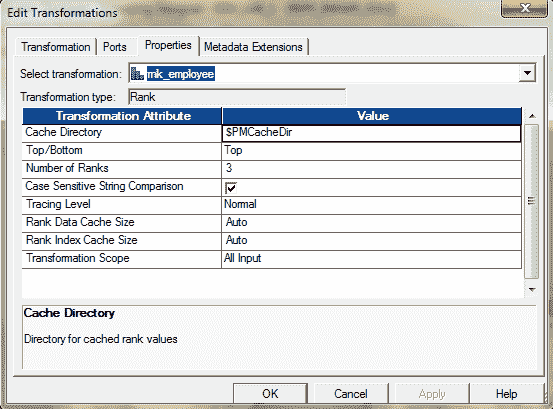 Edit Transformations
Transformation Ports Properties Metadata Extensions
Select transformation: rnk_employee
Transformation type: Rank
Transformation Attribute Value
Cache Directory $PMCacheDir
Top/Bottom Top
Number of Ranks 3
Case Sensitive String Comparison
Tracing Level Normal
Rank Data Cache Size Auto
Rank Index Cache Size Auto
Transformation Scope All Input
Cache Directory
Directory for cached rank values
OK Cancel Apply Help